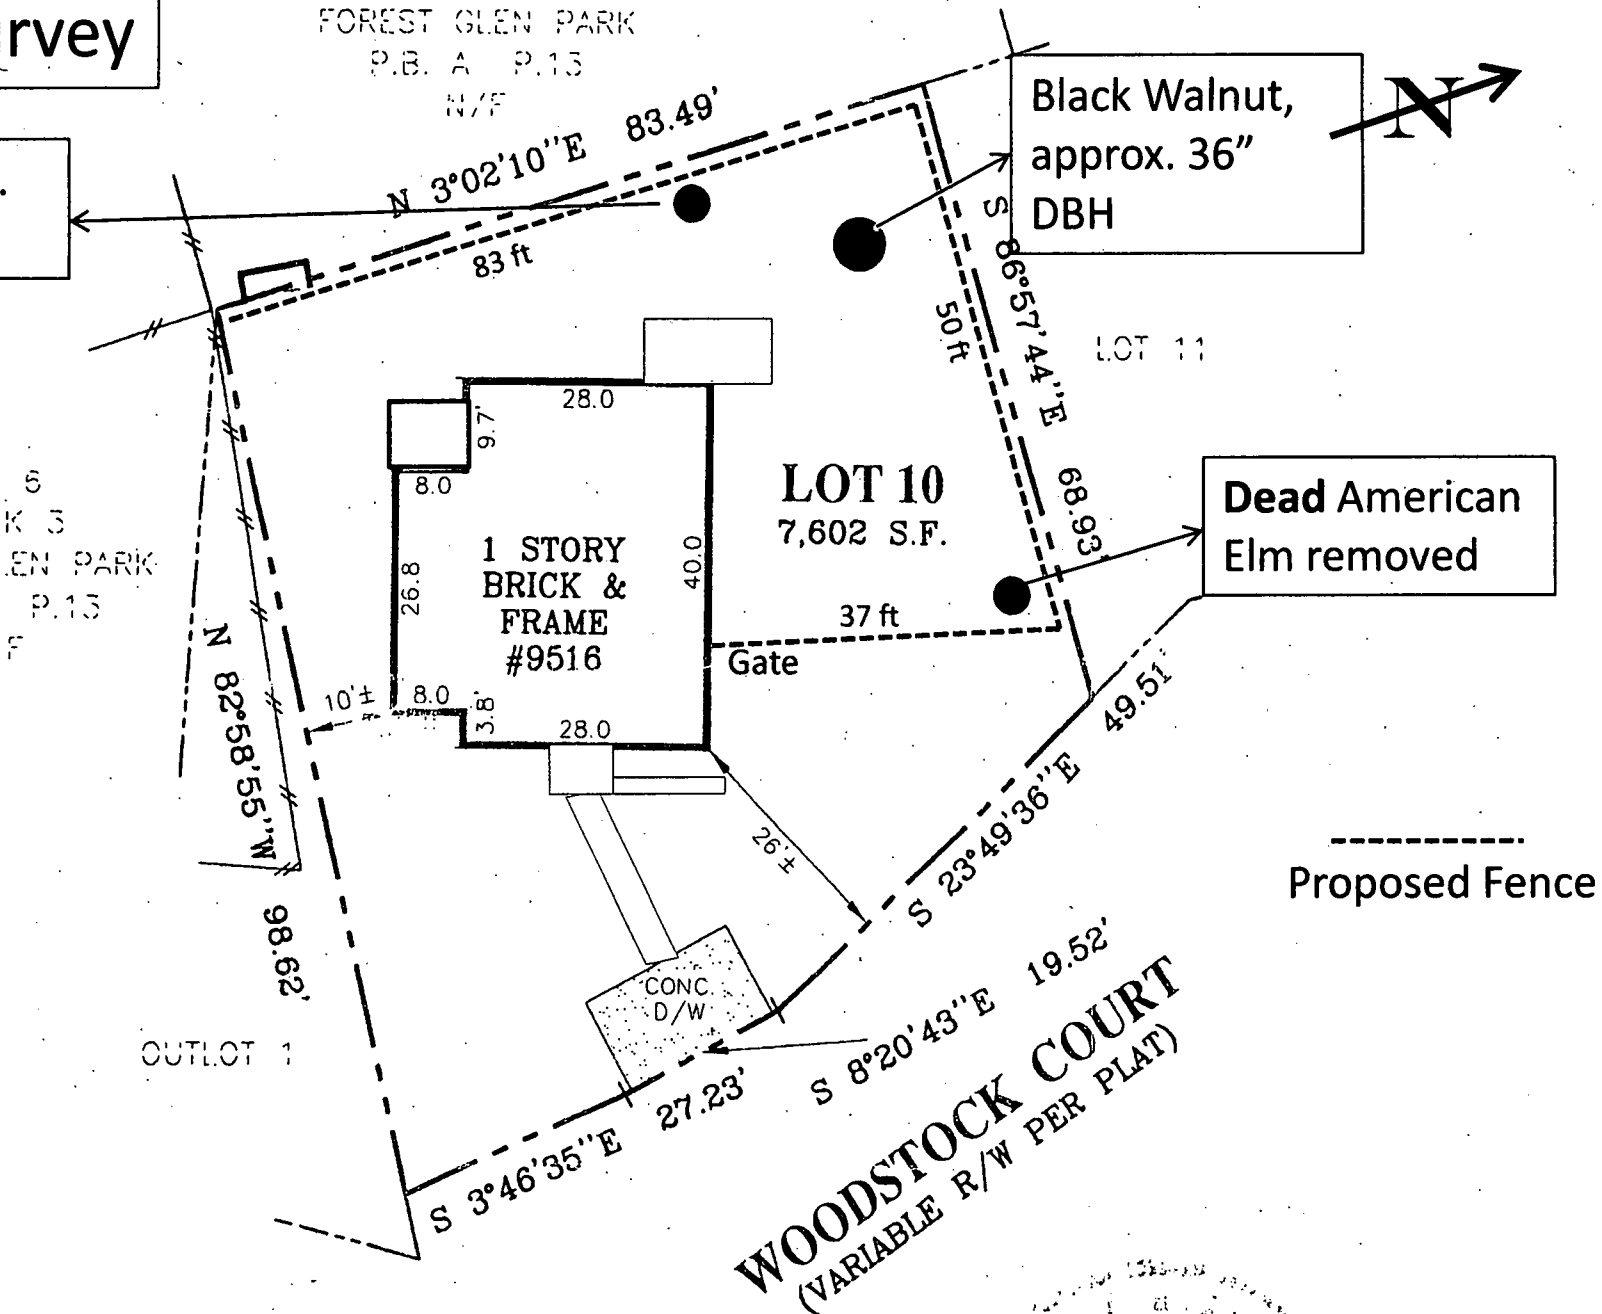 rvey
FOREST GLEN PARK
P.B. A P.13
N/F
N 3°02'10"E 83.49'
Black Walnut,
approx. 36"
DBH
N
83 ft
S 86°57'44"E 68.93'
50 ft
LOT 11
28.0
9.7'
8.0
LOT 10
7,602 S.F.
Dead American
Elm removed
6
K 3
LEN PARK
P.13
F
1 STORY
BRICK &
FRAME
#9516
26.8
40.0
37 ft
Gate
N 82°58'55"W 98.62'
10'±
8.0
3.8'
28.0
26'±
S 23°49'36"E 49.51'
Proposed Fence
CONC.
D/W
S 8°20'43"E 19.52'
OUTLOT 1
S 3°46'35"E 27.23'
WOODSTOCK COURT
(VARIABLE R/W PER PLAT)